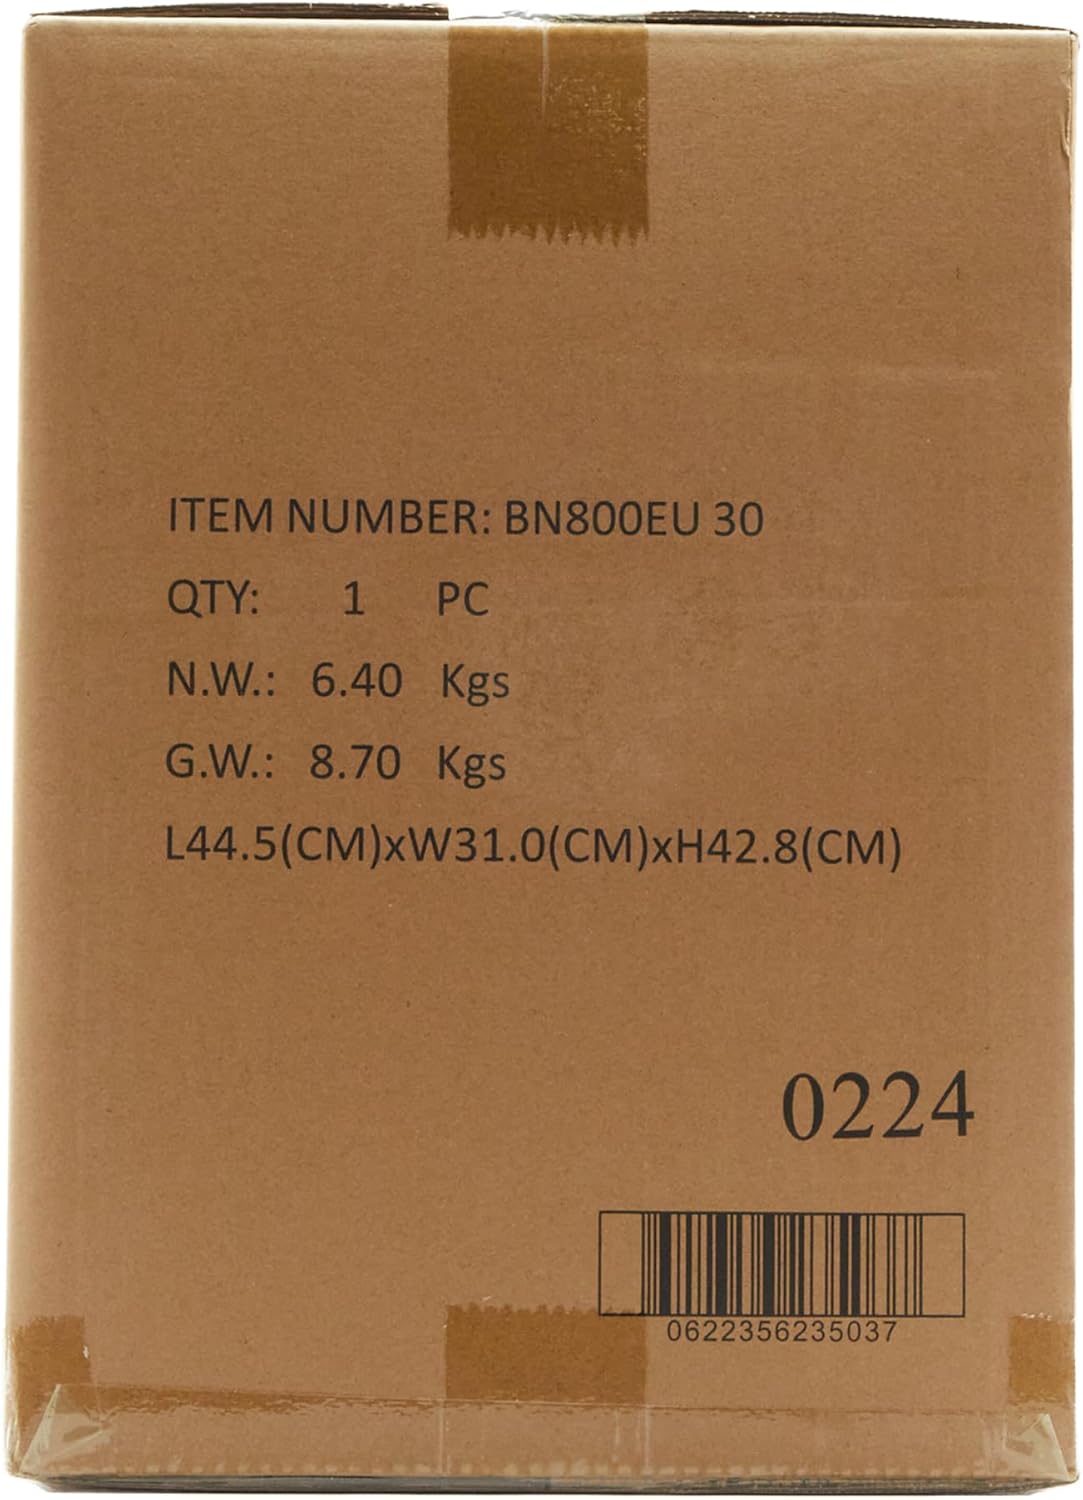 ITEM NUMBER: BN800EU 30
QTY: 1 PC
N.W.: 6.40 Kgs
G.W.: 8.70 Kgs
L44.5(CM)xW31.0(CM)xH42.8(CM)
0224
0622356235037